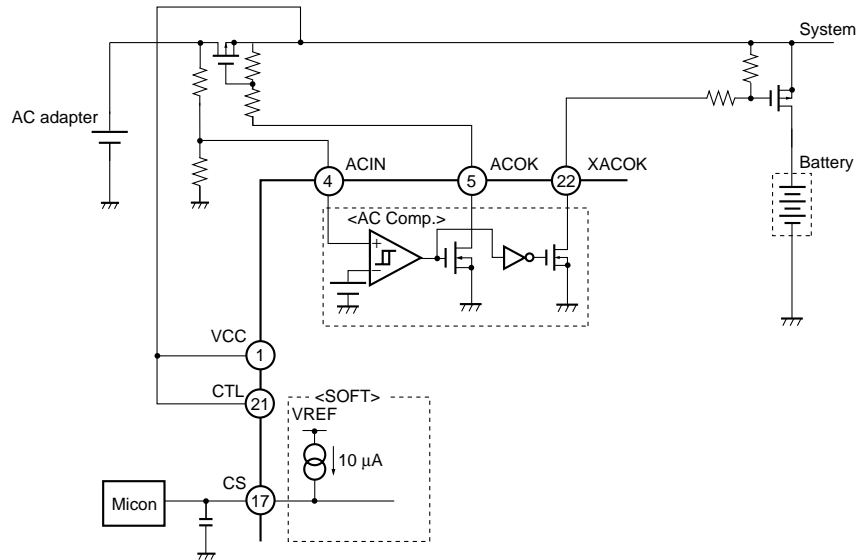 System
AC adapter
Battery
ACIN
ACOK
XACOK
4
5
22
<AC Comp.>
+
−
VCC
1
CTL
21
<SOFT>
VREF
10 µA
CS
17
Micon